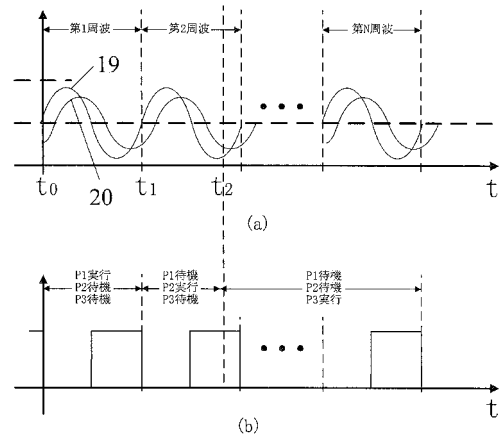 第1周波 第2周波 第N周波
19
20
t0 t1 t2 t
(a)
P1実行 P1待機 P1待機
P2待機 P2実行 P2待機
P3待機 P3待機 P3実行
t
(b)